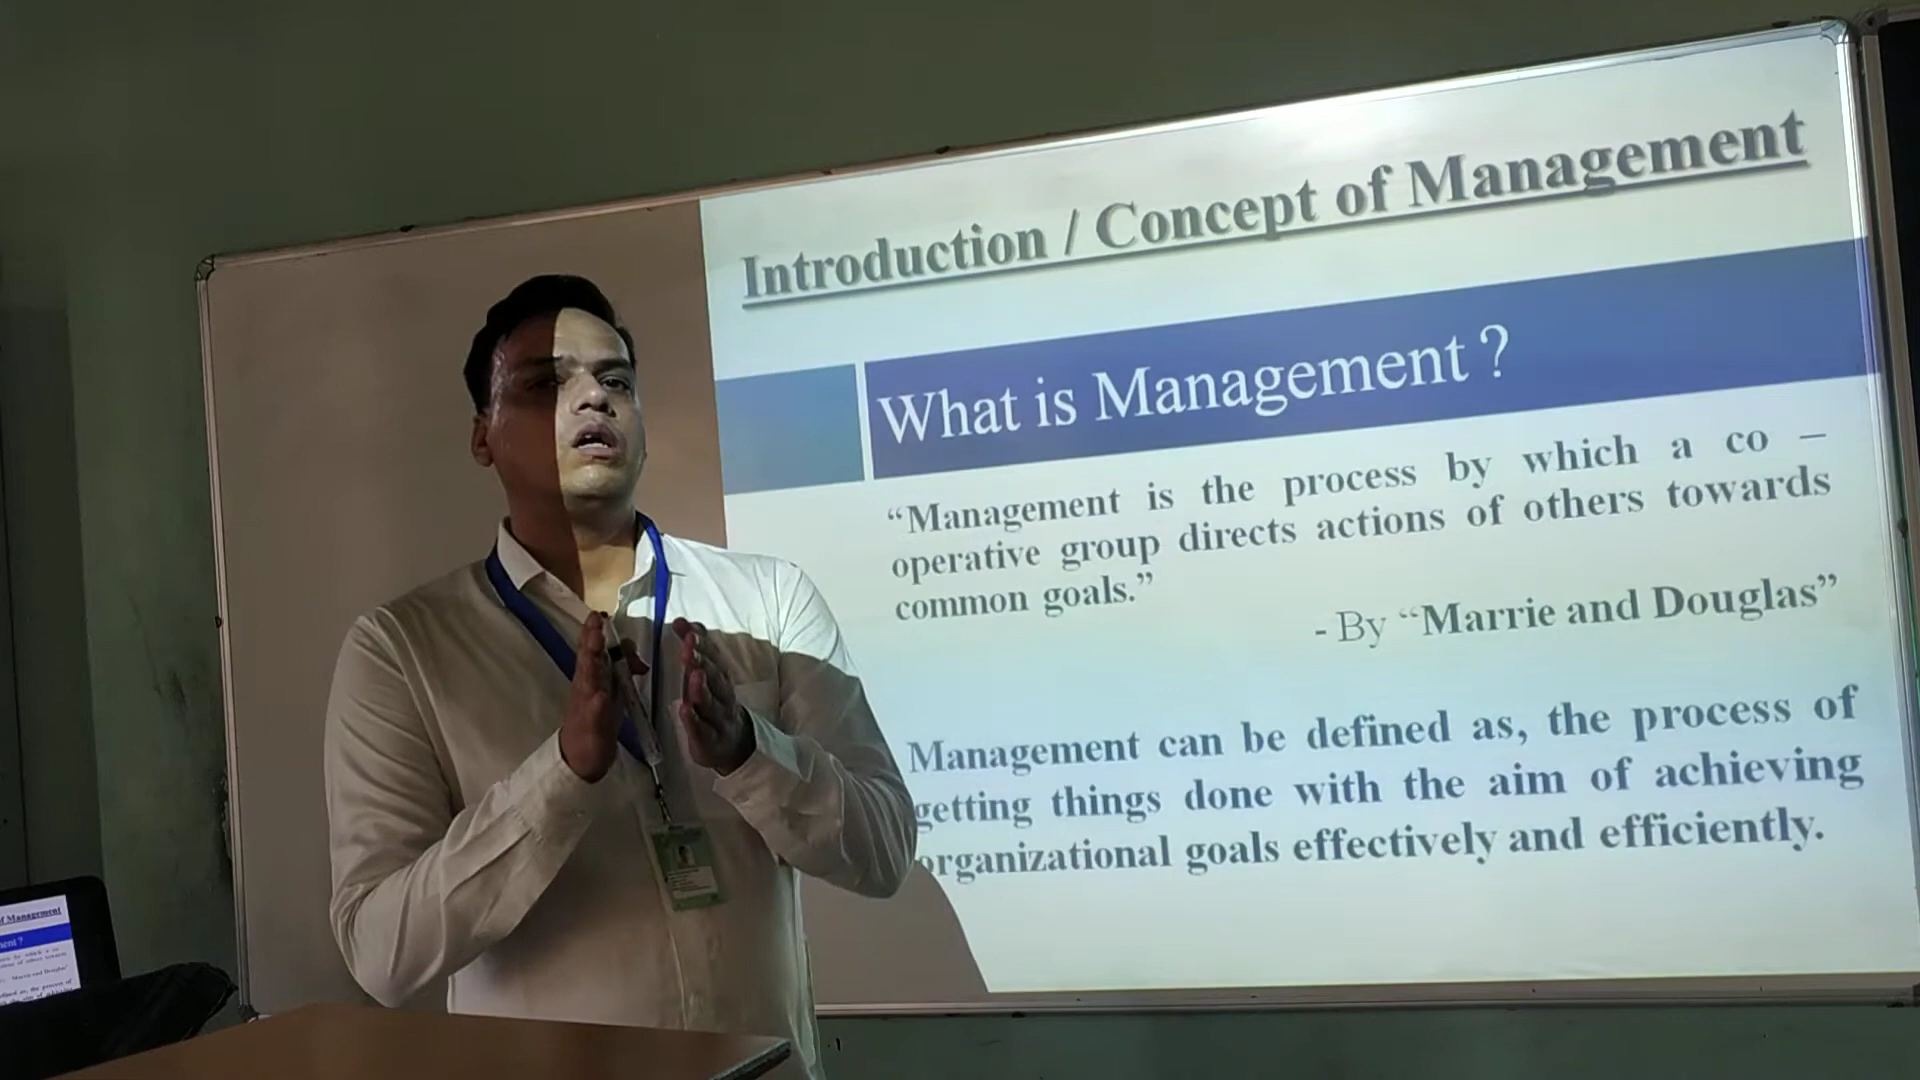 Introduction / Concept of Management
What is Management ?
“Management is the process by which a co –
operative group directs actions of others towards
common goals.”
- By “Marrie and Douglas”
Management can be defined as, the process of
getting things done with the aim of achieving
organizational goals effectively and efficiently.
of Management